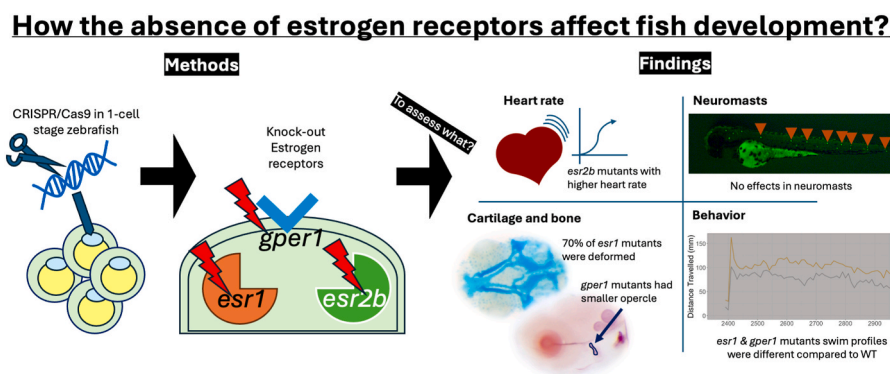 How the absence of estrogen receptors affect fish development?
Methods
Findings
CRISPR/Cas9 in 1-cell
stage zebrafish
Knock-out
Estrogen
receptors
gper1
esr1
esr2b
To assess what?
Heart rate
esr2b mutants with
higher heart rate
Neuromasts
No effects in neuromasts
Cartilage and bone
70% of esr1 mutants
were deformed
gper1 mutants had
smaller opercle
Behavior
Distance Travelled (mm)
150
100
50
0
2400
2500
2600
2700
2800
2900
esr1 & gper1 mutants swim profiles
were different compared to WT